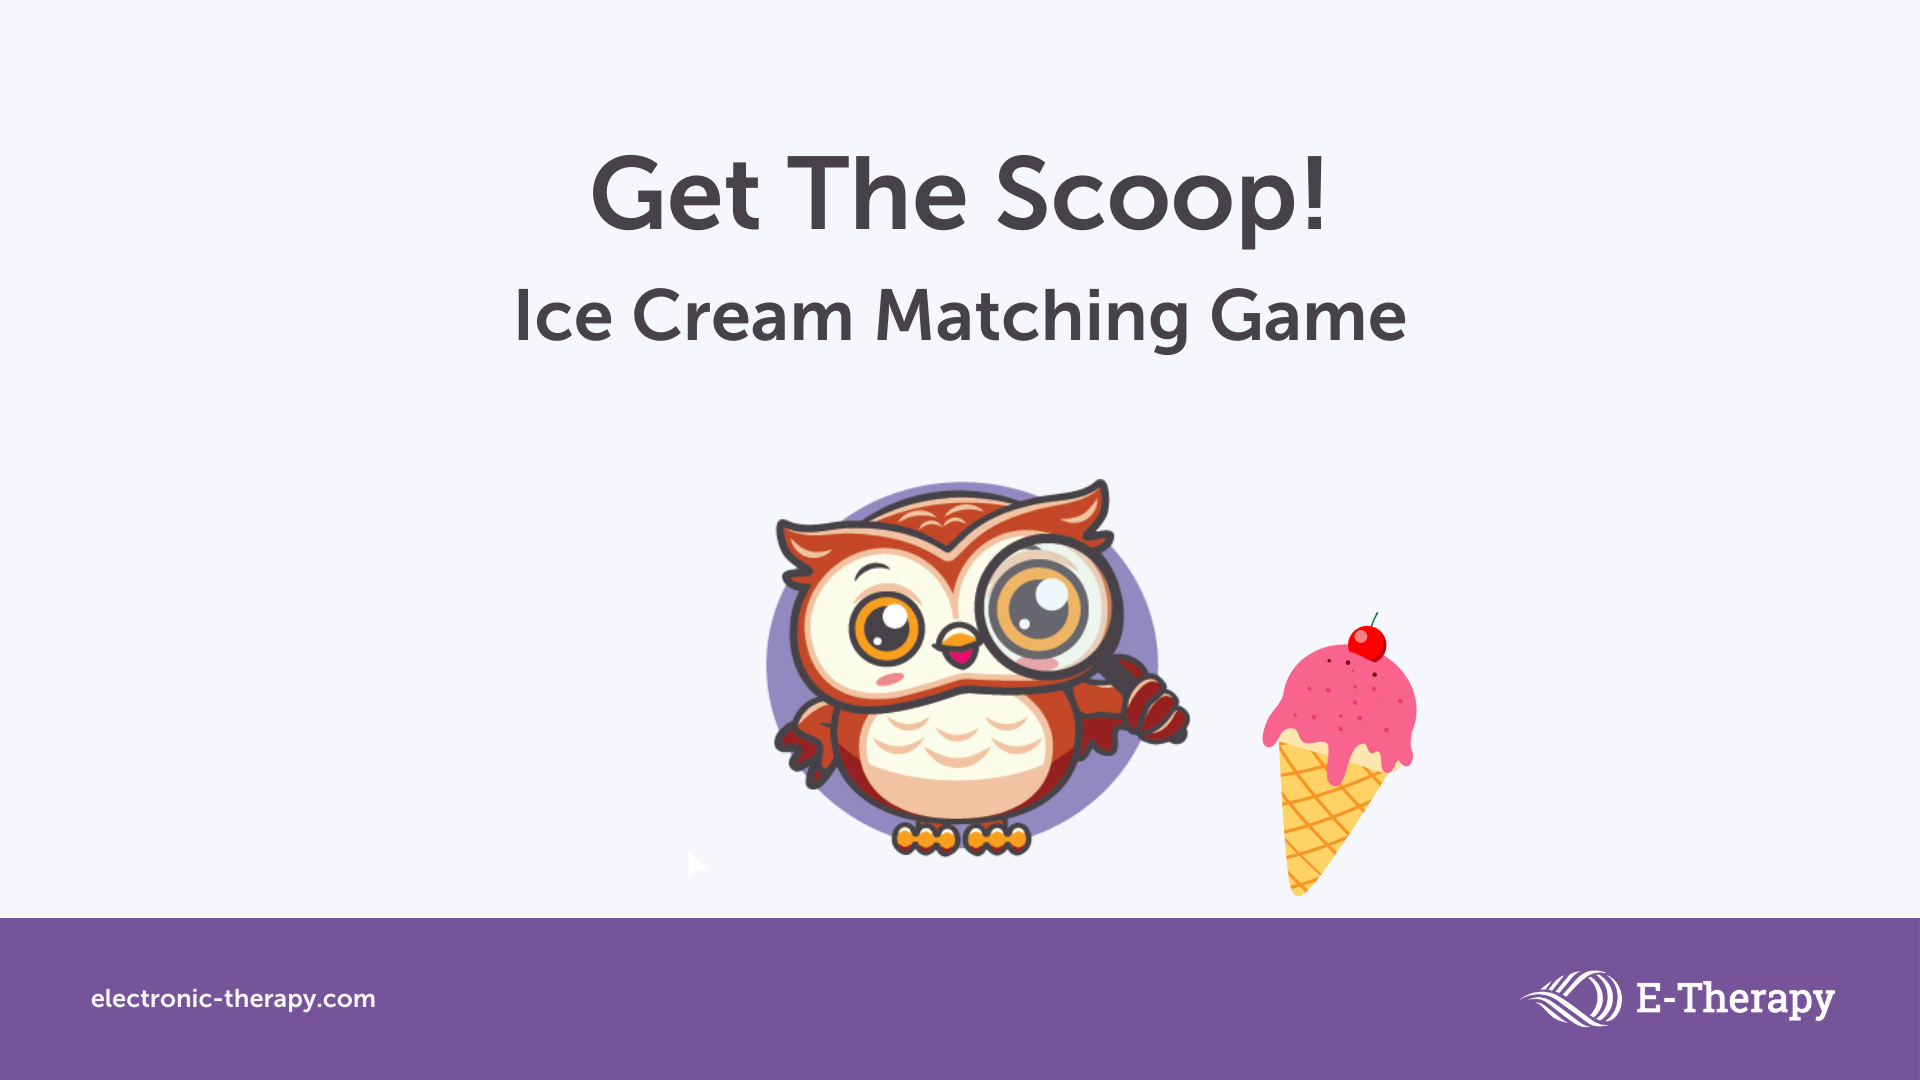 Get The Scoop!
Ice Cream Matching Game
electronic-therapy.com
E-Therapy